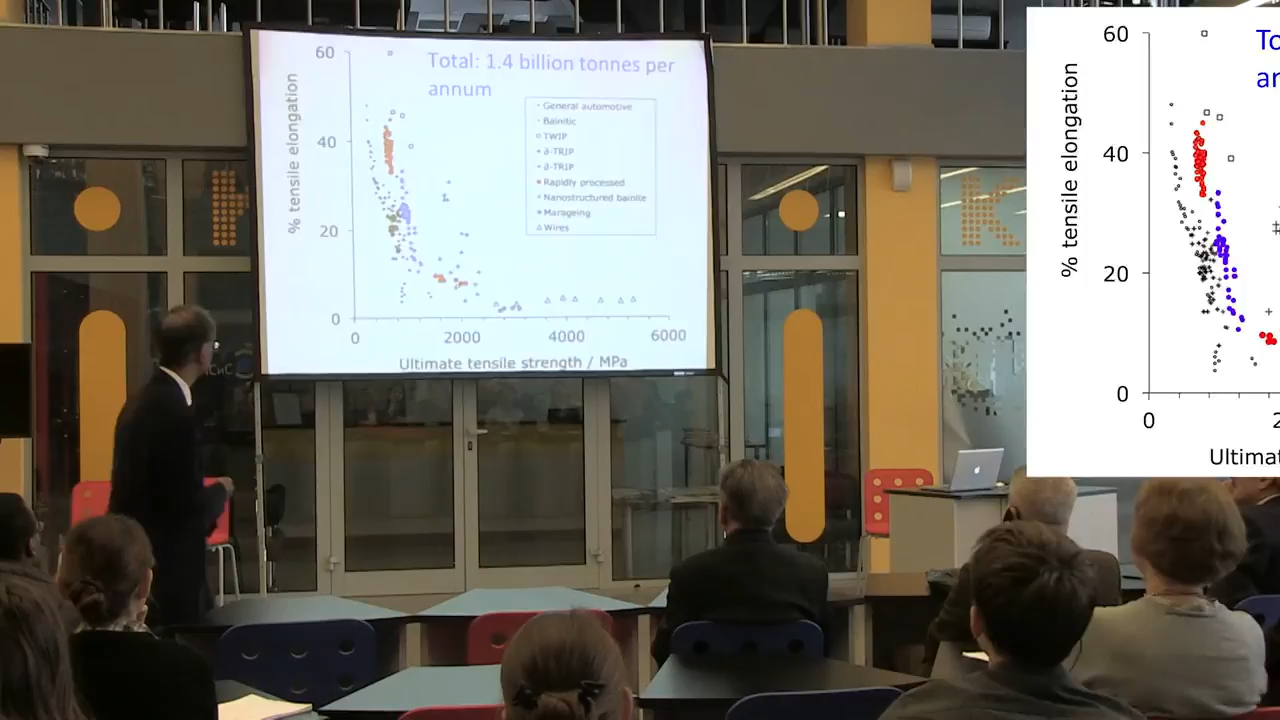 60
40
20
0
% tensile elongation
Total: 1.4 billion tonnes per
annum
General automotive
Bainitic
TWIP
∂-TRIP
∂-TRIP
Rapidly processed
Nanostructured bainite
Marageing
Wires
0 2000 4000 6000
Ultimate tensile strength / MPa
K
60
40
20
0
% tensile elongation
0